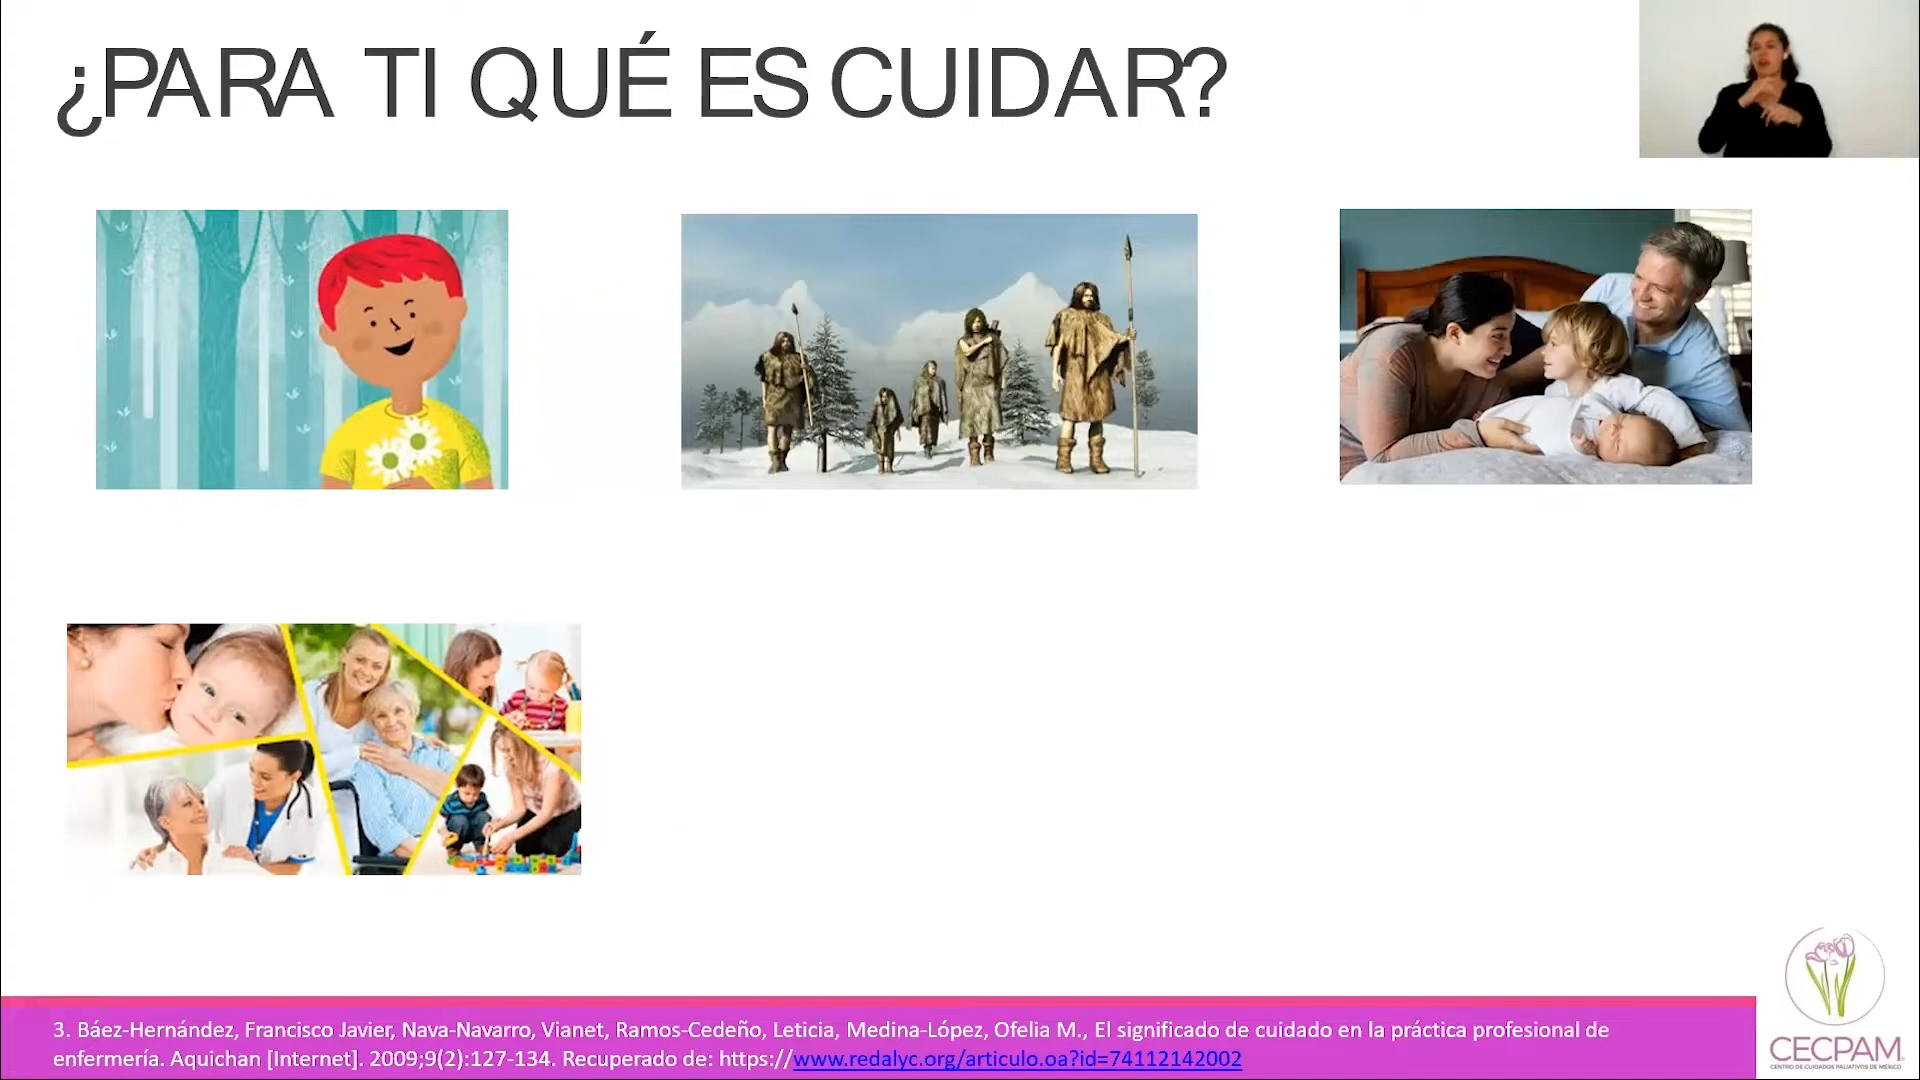 ¿PARA TI QUÉ ES CUIDAR?
3. Báez-Hernández, Francisco Javier, Nava-Navarro, Vianet, Ramos-Cedeño, Leticia, Medina-López, Ofelia M., El significado de cuidado en la práctica profesional de
enfermería. Aquichan [Internet]. 2009;9(2):127-134. Recuperado de: https://www.redalyc.org/articulo.oa?id=74112142002
CECPAM
CENTRO DE CUIDADOS PALIATIVOS DE MÉXICO